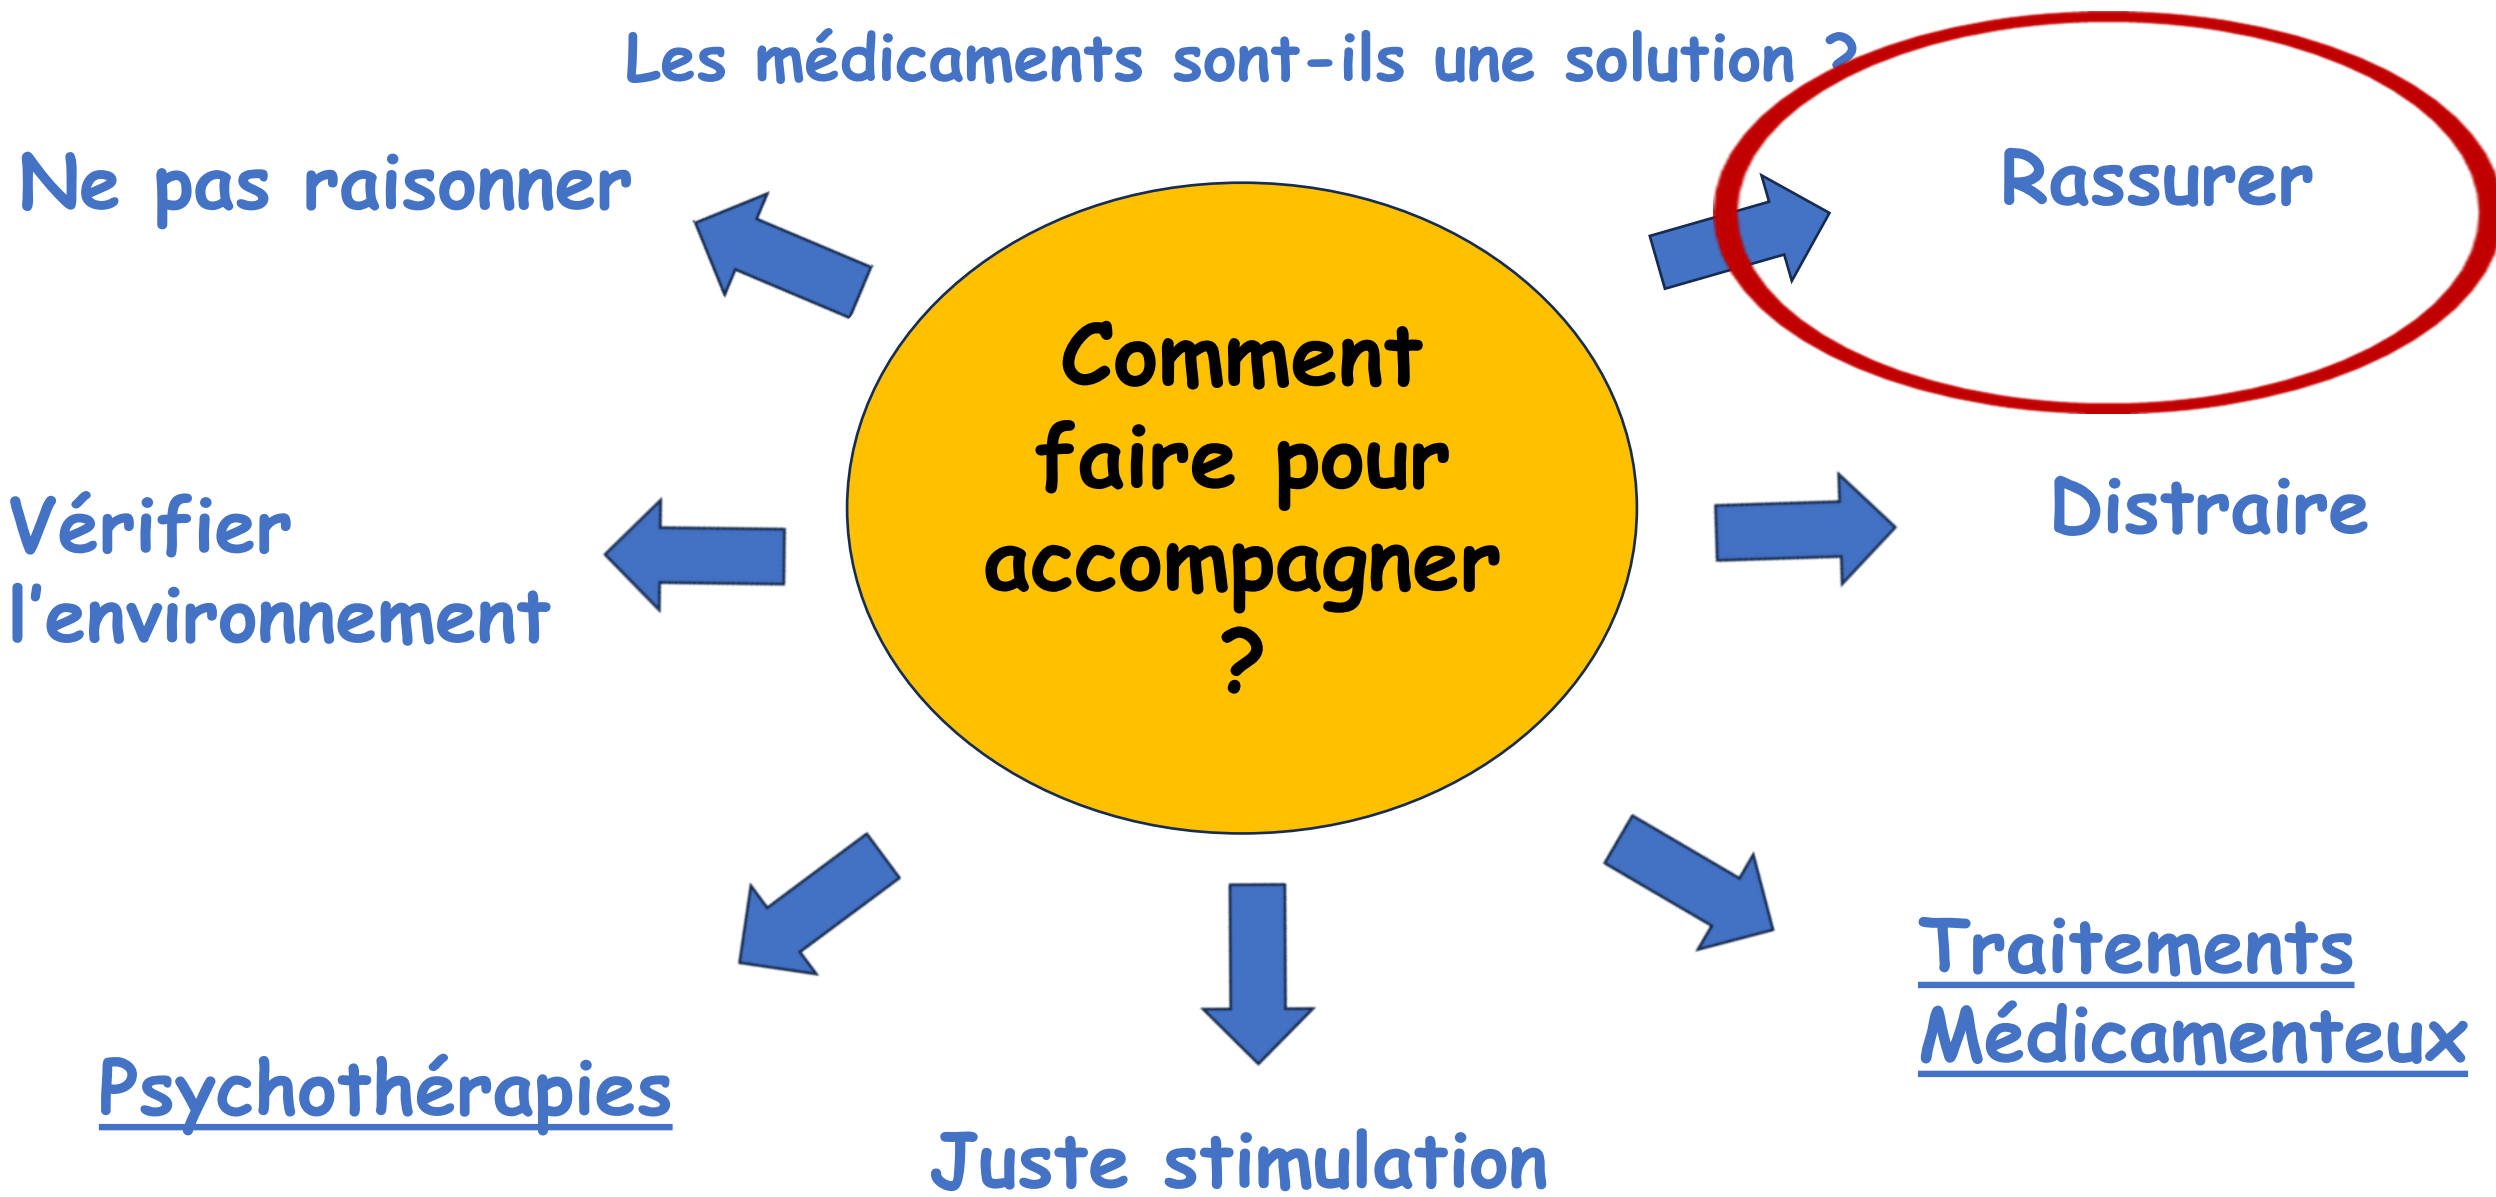 Les médicaments sont-ils une solution ?
Ne pas raisonner
Rassurer
Comment
faire pour
accompagner
?
Vérifier
l'environnement
Distraire
Traitements
Médicamenteux
Psychothérapies
Juste stimulation